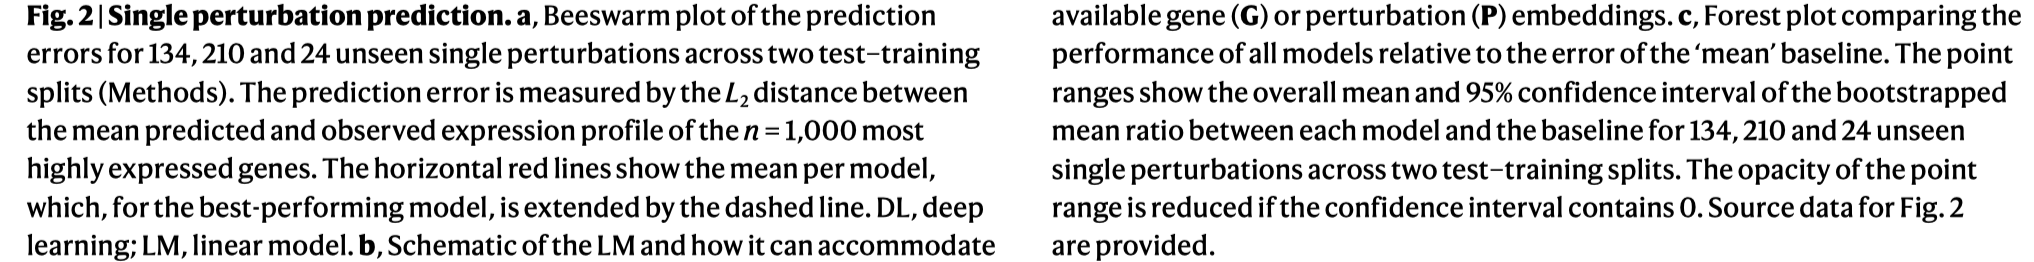 Fig. 2 | Single perturbation prediction. a, Beeswarm plot of the prediction
errors for 134, 210 and 24 unseen single perturbations across two test–training
splits (Methods). The prediction error is measured by the L2 distance between
the mean predicted and observed expression profile of the n = 1,000 most
highly expressed genes. The horizontal red lines show the mean per model,
which, for the best-performing model, is extended by the dashed line. DL, deep
learning; LM, linear model. b, Schematic of the LM and how it can accommodate
available gene (G) or perturbation (P) embeddings. c, Forest plot comparing the
performance of all models relative to the error of the ‘mean’ baseline. The point
ranges show the overall mean and 95% confidence interval of the bootstrapped
mean ratio between each model and the baseline for 134, 210 and 24 unseen
single perturbations across two test–training splits. The opacity of the point
range is reduced if the confidence interval contains 0. Source data for Fig. 2
are provided.